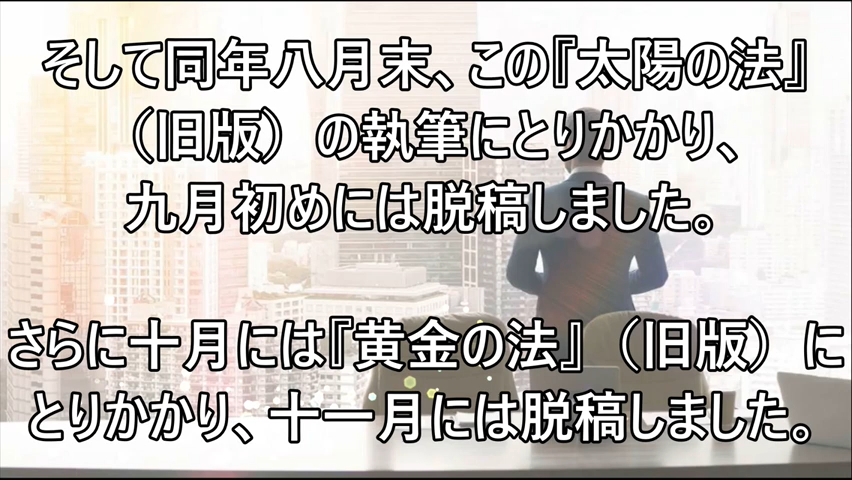 そして同年八月末、この『太陽の法』
（旧版）の執筆にとりかかり、
九月初めには脱稿しました。
さらに十月には『黄金の法』（旧版）に
とりかかり、十一月には脱稿しました。